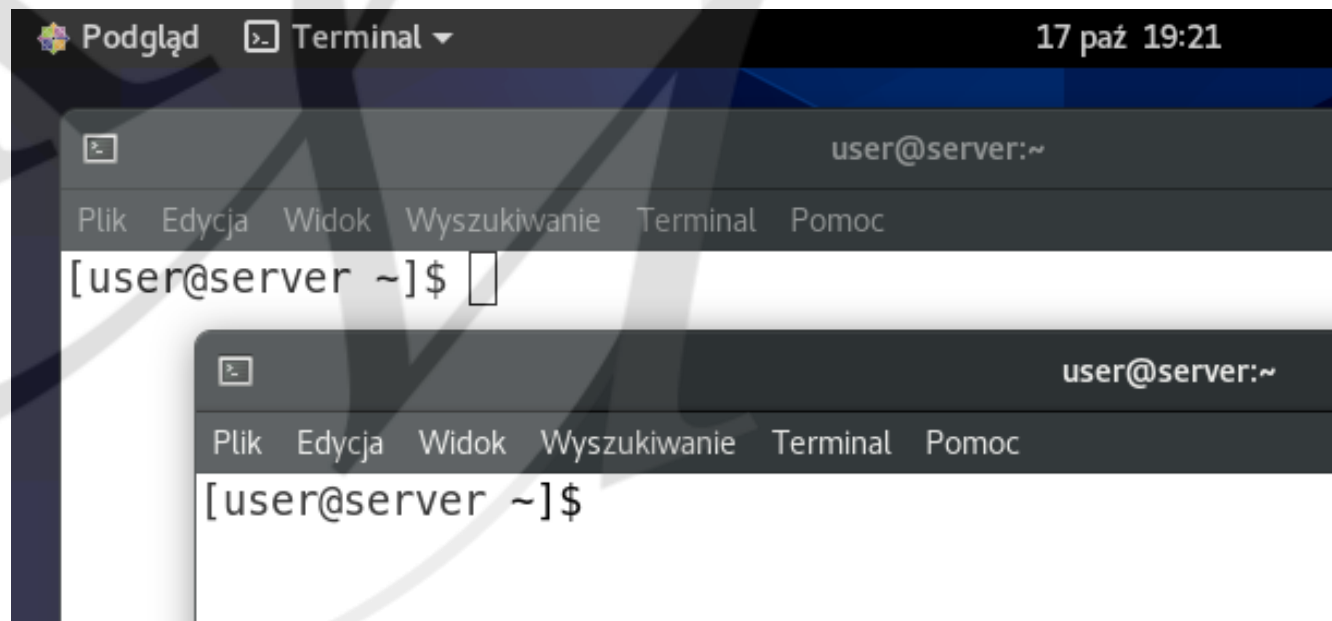 Podgląd Terminal 17 paź 19:21
user@server:~
Plik Edycja Widok Wyszukiwanie Terminal Pomoc
[user@server ~]$
user@server:~
Plik Edycja Widok Wyszukiwanie Terminal Pomoc
[user@server ~]$